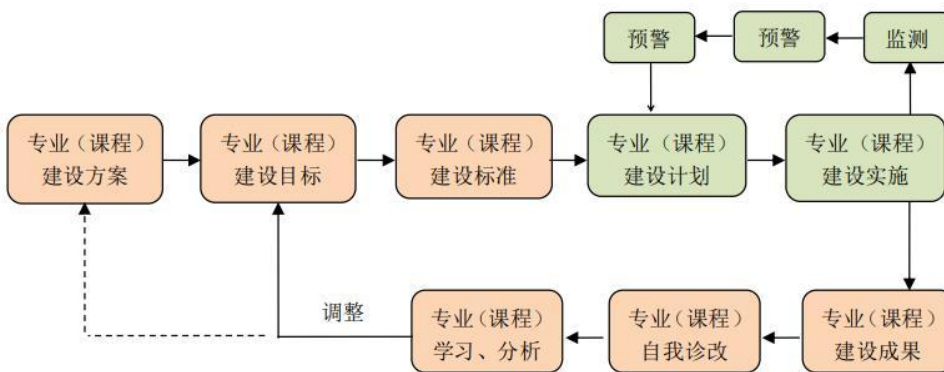 预警
预警
监测
专业（课程）
建设方案
专业（课程）
建设目标
专业（课程）
建设标准
专业（课程）
建设计划
专业（课程）
建设实施
调整
专业（课程）
学习、分析
专业（课程）
自我诊改
专业（课程）
建设成果